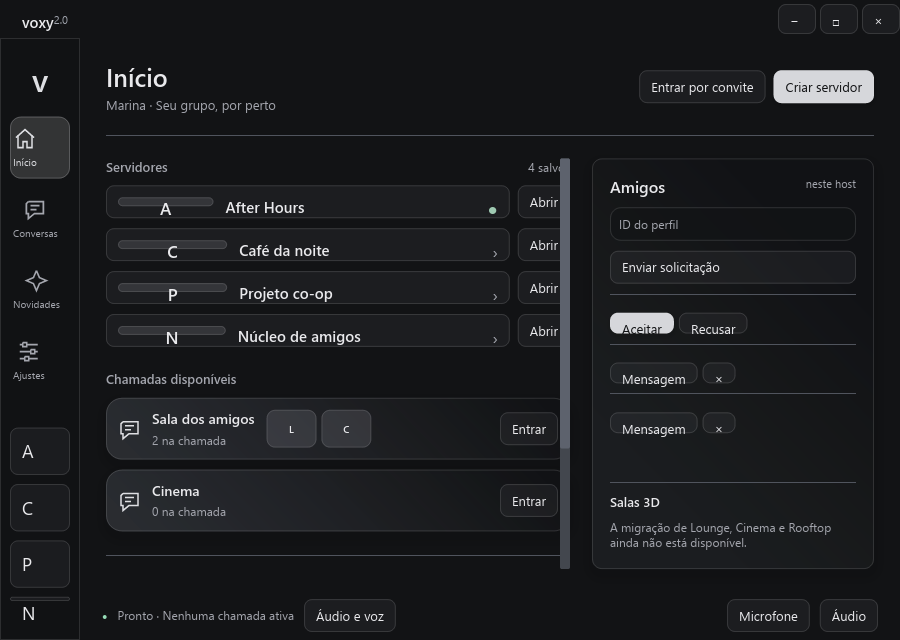 voxy2.0
– □ ×
V
Início
Conversas
Novidades
Ajustes
A
C
P
N
Início
Marina · Seu grupo, por perto
Entrar por convite
Criar servidor
Servidores
A After Hours
Abrir
C Café da noite ›
Abrir
P Projeto co-op ›
Abrir
N Núcleo de amigos ›
Abrir
Chamadas disponíveis
Sala dos amigos
2 na chamada
L
C
Entrar
Cinema
0 na chamada
Entrar
Amigos
neste host
ID do perfil
Enviar solicitação
Aceitar
Recusar
Mensagem ×
Mensagem ×
Salas 3D
A migração de Lounge, Cinema e Rooftop
ainda não está disponível.
Pronto · Nenhuma chamada ativa
Áudio e voz
Microfone
Áudio